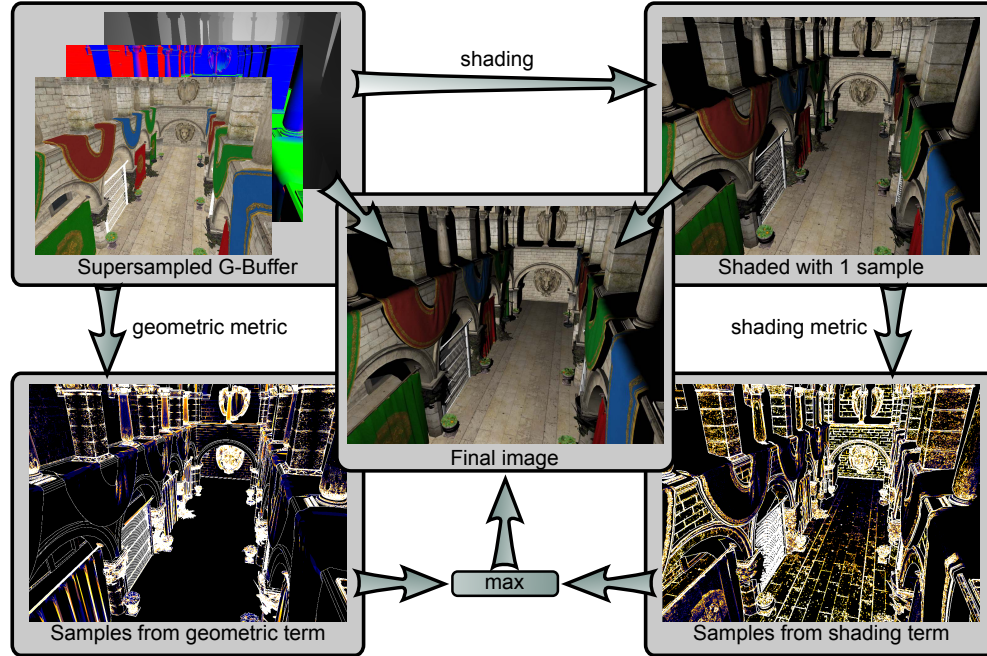 shading
Supersampled G-Buffer
Shaded with 1 sample
geometric metric
shading metric
Final image
max
Samples from geometric term
Samples from shading term